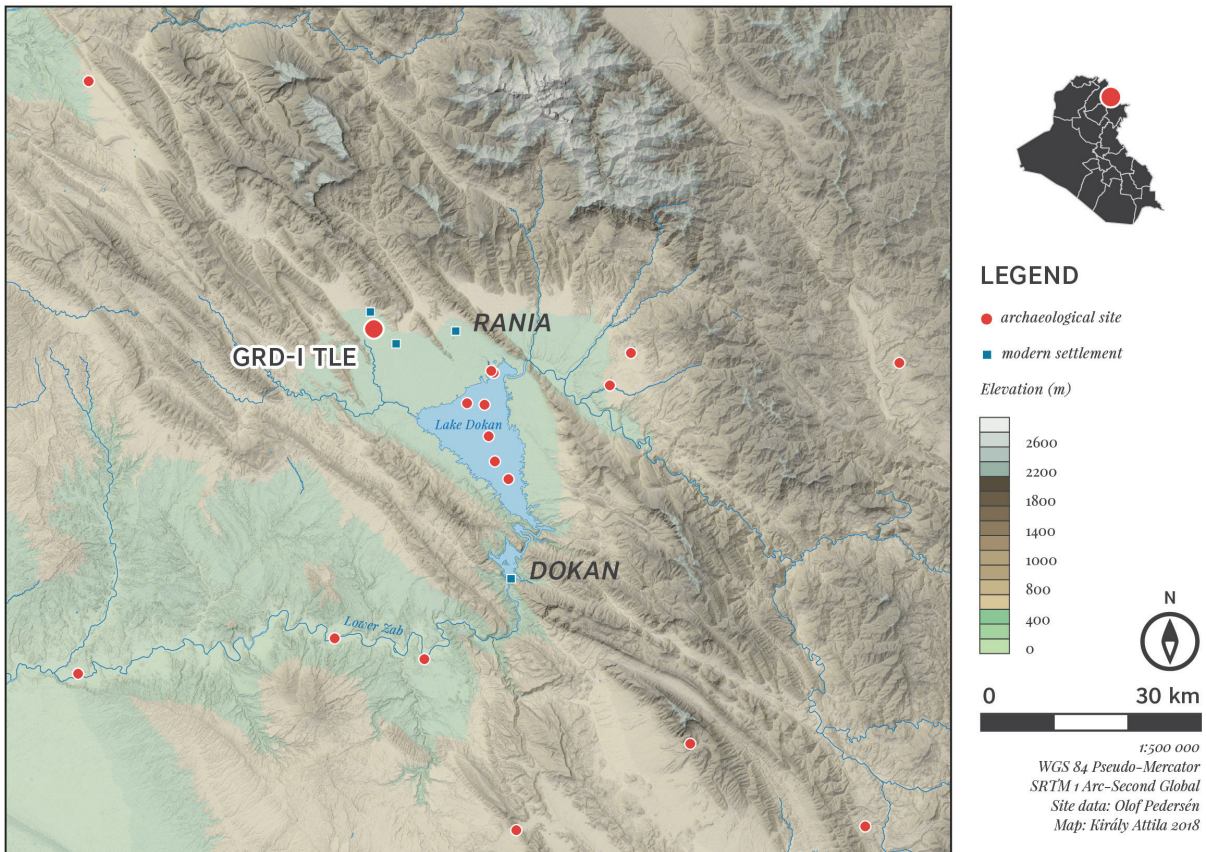 RANIA
GRD-I TLE
Lake Dokan
DOKAN
Lower Zab
LEGEND
archaeological site
modern settlement
Elevation (m)
2600
2200
1800
1400
1000
800
400
0
N
0 30 km
1:500 000
WGS 84 Pseudo-Mercator
SRTM 1 Arc-Second Global
Site data: Olof Pedersén
Map: Király Attila 2018